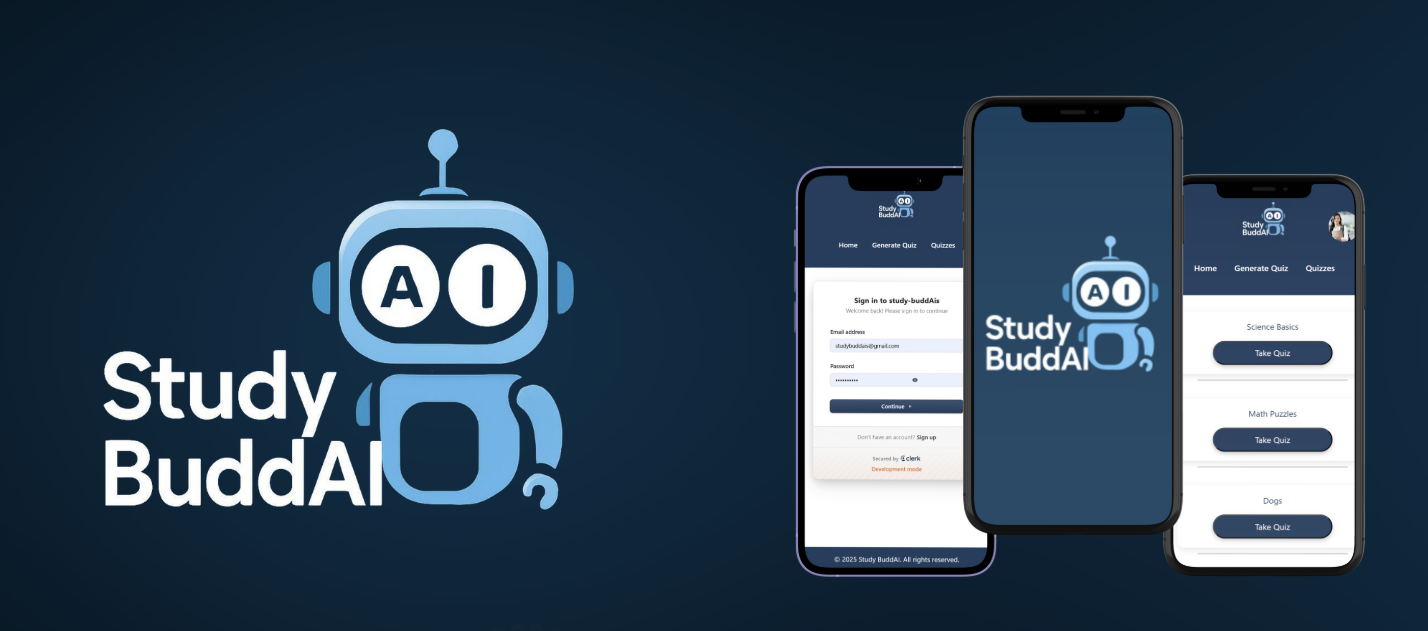 AI
Study
BuddAI
Study
BuddAI
Home Generate Quiz Quizzes
Sign in to study-buddAis
Welcome back! Please sign in to continue
Email address
studybuddais@gmail.com
Password
••••••••••
Continue
Don't have an account? Sign up
Secured by clerk
Development mode
© 2025 Study BuddAI. All rights reserved.
AI
Study
BuddAI
AI
Study
BuddAI
Home Generate Quiz Quizzes
Science Basics
Take Quiz
Math Puzzles
Take Quiz
Dogs
Take Quiz